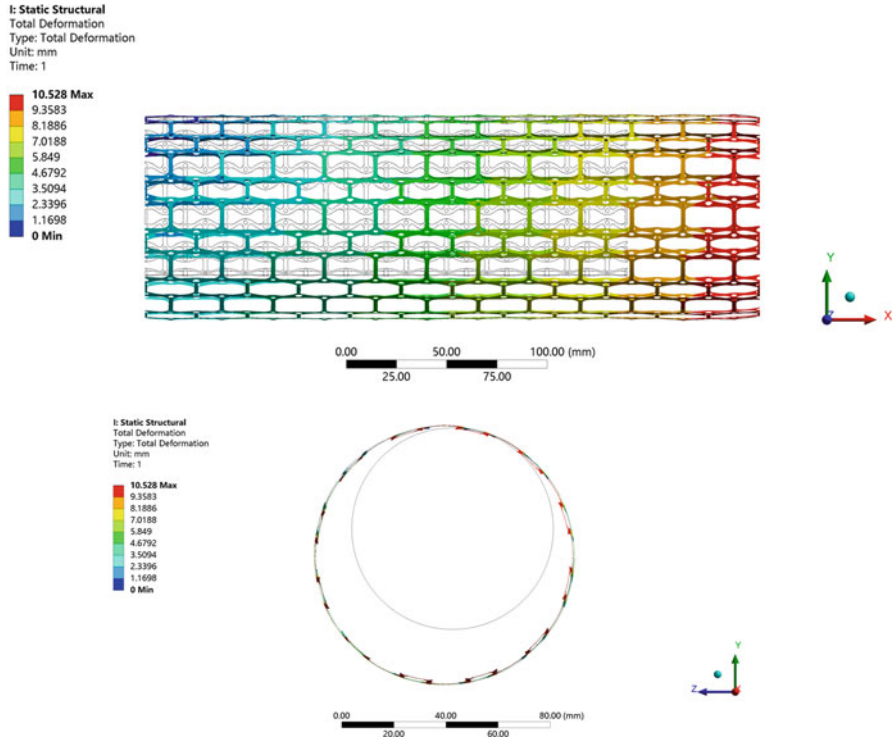 I: Static Structural
Total Deformation
Type: Total Deformation
Unit: mm
Time: 1
10.528 Max
9.3583
8.1886
7.0188
5.849
4.6792
3.5094
2.3396
1.1698
0 Min
Y
Z
X
0.00 50.00 100.00 (mm)
25.00 75.00
I: Static Structural
Total Deformation
Type: Total Deformation
Unit: mm
Time: 1
10.528 Max
9.3583
8.1886
7.0188
5.849
4.6792
3.5094
2.3396
1.1698
0 Min
Y
Z
X
0.00 40.00 80.00 (mm)
20.00 60.00